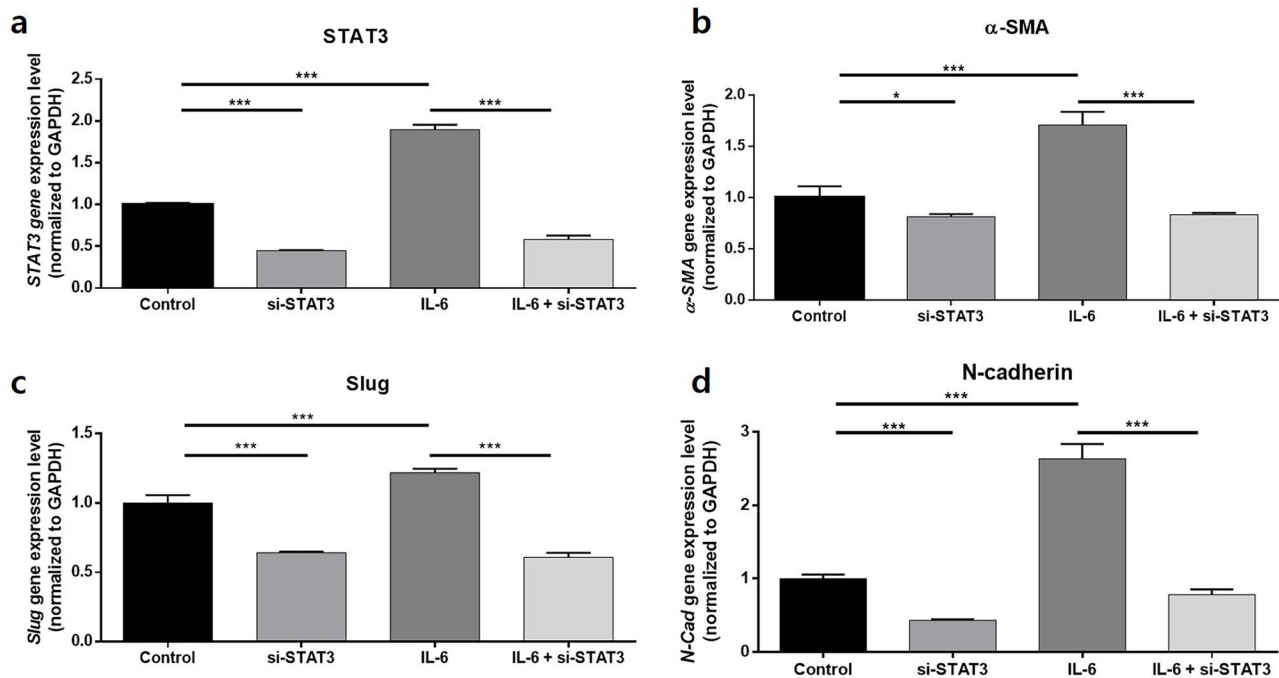 a
STAT3
STAT3 gene expression level
(normalized to GAPDH)
2.5
2.0
1.5
1.0
0.5
0.0
***
***
***
Control
si-STAT3
IL-6
IL-6 + si-STAT3
b
α-SMA
α-SMA gene expression level
(normalized to GAPDH)
2.0
1.5
1.0
0.5
0.0
***
*
***
Control
si-STAT3
IL-6
IL-6 + si-STAT3
c
Slug
Slug gene expression level
(normalized to GAPDH)
1.5
1.0
0.5
0.0
***
***
***
Control
si-STAT3
IL-6
IL-6 + si-STAT3
d
N-cadherin
N-Cad gene expression level
(normalized to GAPDH)
3
2
1
0
***
***
***
Control
si-STAT3
IL-6
IL-6 + si-STAT3